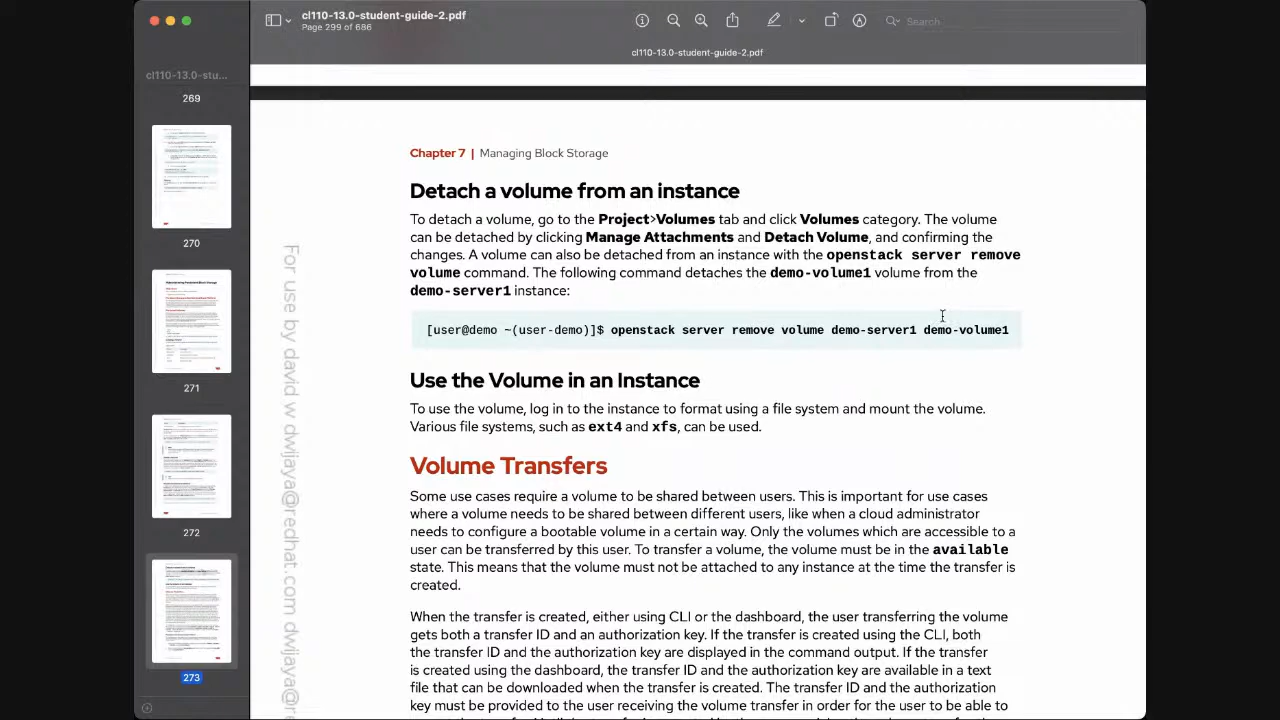 cl110-13.0-student-guide-2.pdf
Page 299 of 686
Search
cl110-13.0-stu...
cl110-13.0-student-guide-2.pdf
269
270
271
272
273
Detach a volume from an instance
To detach a volume, go to the Project>Volumes tab and click Volumes category. The volume
can be detached by clicking Manage Attachments and Detach Volume, and confirming the
changes. A volume can also be detached from an instance with the openstack server remove
volume command. The following command detaches the demo-volume1 volume from the
demo-server1 instance:
[user@demo ~(user-demo)]$ openstack server remove volume demo-server1 demo-volume1
Use the Volume in an Instance
To use the volume, log in to the instance to format using a file system and mount the volume.
Various file systems such as can be used.
Volume Transfers
Some use cases require volumes to be shared between users. This is important for use cases
where a volume needs to be shared between different users, like when a cloud administrator
needs to configure a bootable volume in a certain way. Only the volumes which are accessible to a
user can be transferred by that user. To transfer a volume, the volume must be in the available
state. This means that the volume must not be attached to any instance at the time the transfer is
created.
When the transfer is created using the CLI or the dashboard, the user transferring the volume
gets both a transfer ID and an authorization key. If the transfer is created using the CLI, both
the transfer ID and the authorization key are displayed in the command output. If the transfer
is created using the dashboard, the transfer ID and the authorization key are available in a text
file that can be downloaded when the transfer is created. The transfer ID and the authorization
key must be provided to the user receiving the volume transfer in order for the user to be able to
For use by david w dwijaya@redhat.com dwijaya@re